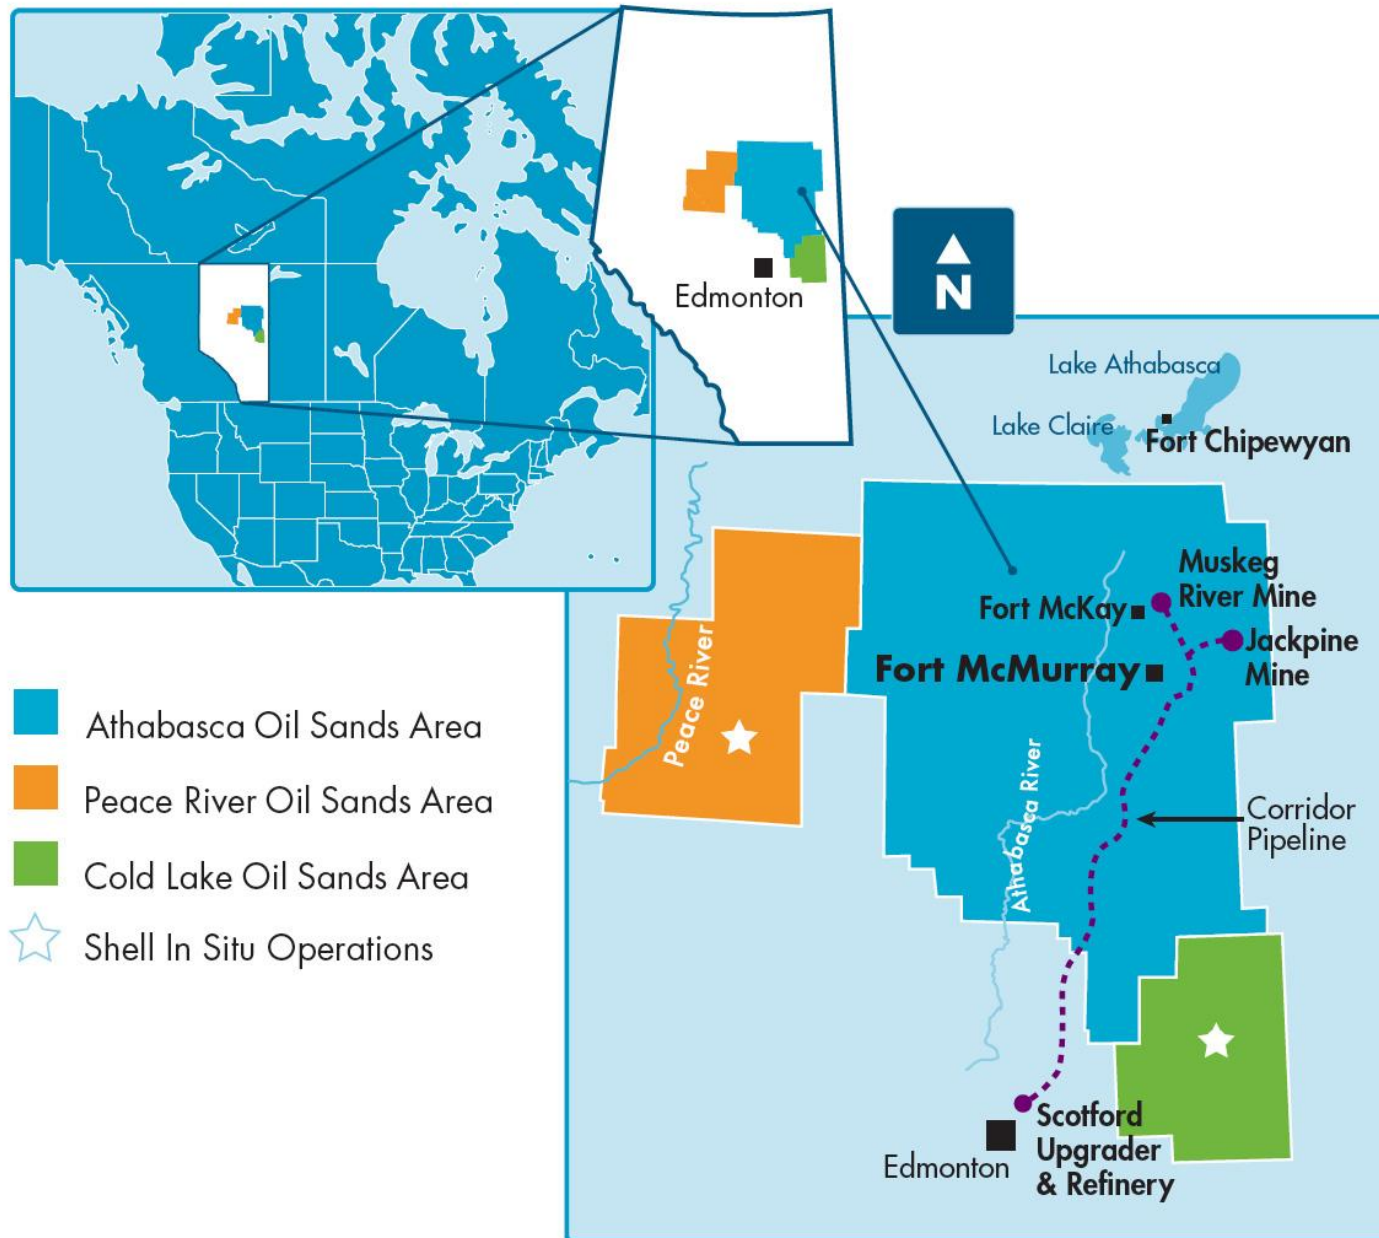 Edmonton
N
Lake Athabasca
Lake Claire
Fort Chipewyan
Muskeg
River Mine
Fort McKay
Jackpine
Mine
Fort McMurray
Peace River
Athabasca River
Corridor
Pipeline
Athabasca Oil Sands Area
Peace River Oil Sands Area
Cold Lake Oil Sands Area
Shell In Situ Operations
Scotford
Upgrader
& Refinery
Edmonton